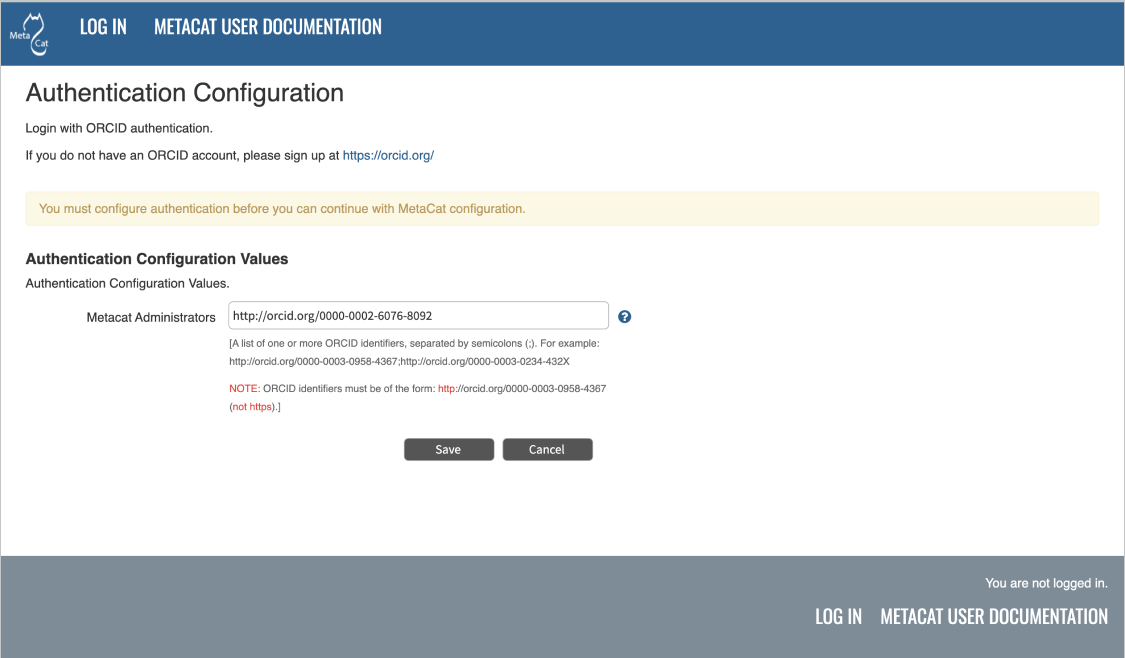 Meta Cat
LOG IN METACAT USER DOCUMENTATION
Authentication Configuration
Login with ORCID authentication.
If you do not have an ORCID account, please sign up at https://orcid.org/
You must configure authentication before you can continue with MetaCat configuration.
Authentication Configuration Values
Authentication Configuration Values.
Metacat Administrators http://orcid.org/0000-0002-6076-8092 ?
[A list of one or more ORCID identifiers, separated by semicolons (;). For example:
http://orcid.org/0000-0003-0958-4367;http://orcid.org/0000-0003-0234-432X
NOTE: ORCID identifiers must be of the form: http://orcid.org/0000-0003-0958-4367
(not https).]
Save Cancel
You are not logged in.
LOG IN METACAT USER DOCUMENTATION